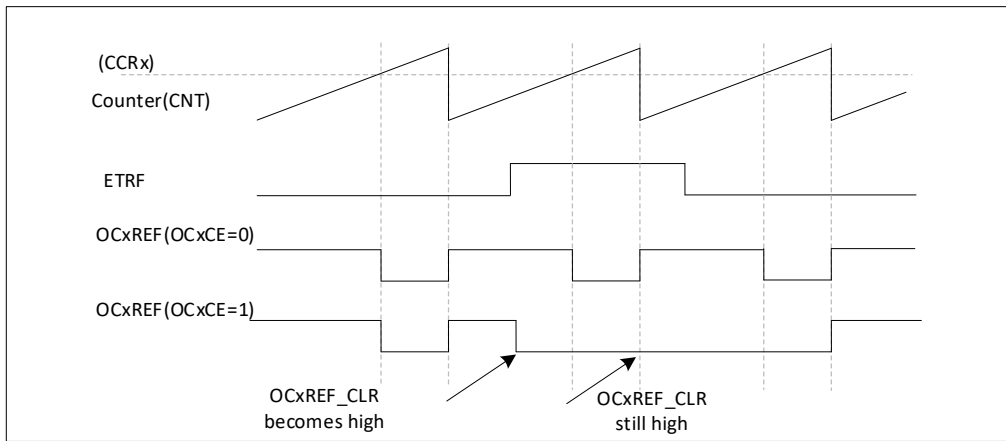 (CCRx)
Counter(CNT)
ETRF
OCxREF(OCxCE=0)
OCxREF(OCxCE=1)
OCxREF_CLR
becomes high
OCxREF_CLR
still high